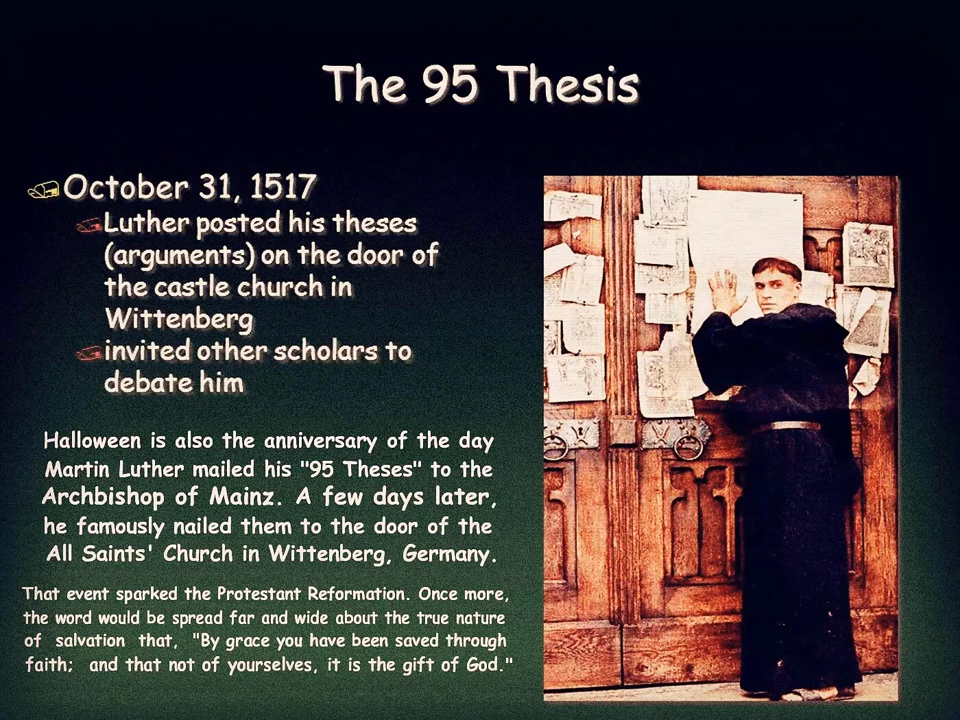 The 95 Thesis
October 31, 1517
Luther posted his theses
(arguments) on the door of
the castle church in
Wittenberg
invited other scholars to
debate him
Halloween is also the anniversary of the day
Martin Luther mailed his "95 Theses" to the
Archbishop of Mainz. A few days later,
he famously nailed them to the door of the
All Saints' Church in Wittenberg, Germany.
That event sparked the Protestant Reformation. Once more,
the word would be spread far and wide about the true nature
of salvation that, "By grace you have been saved through
faith; and that not of yourselves, it is the gift of God."